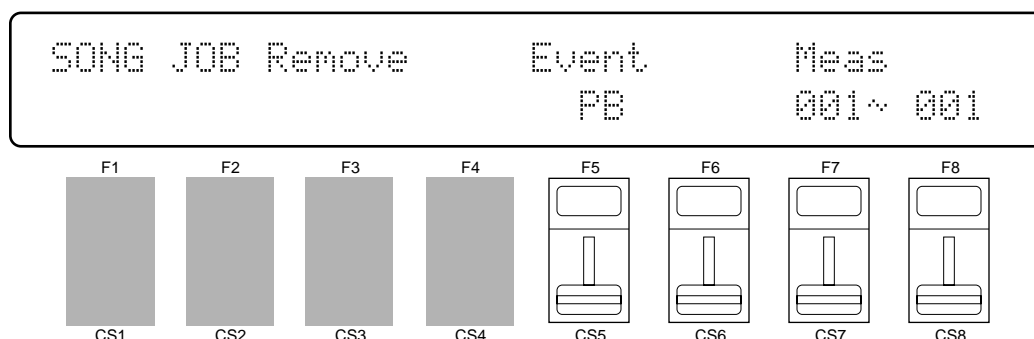 SONG JOB Remove Event Meas
PB 001~ 001
F1 F2 F3 F4 F5 F6 F7 F8
CS1 CS2 CS3 CS4 CS5 CS6 CS7 CS8